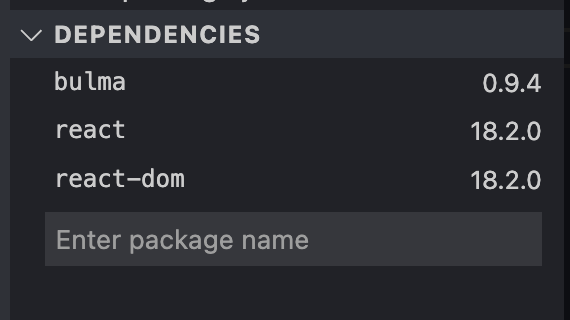 DEPENDENCIES
bulma 0.9.4
react 18.2.0
react-dom 18.2.0
Enter package name